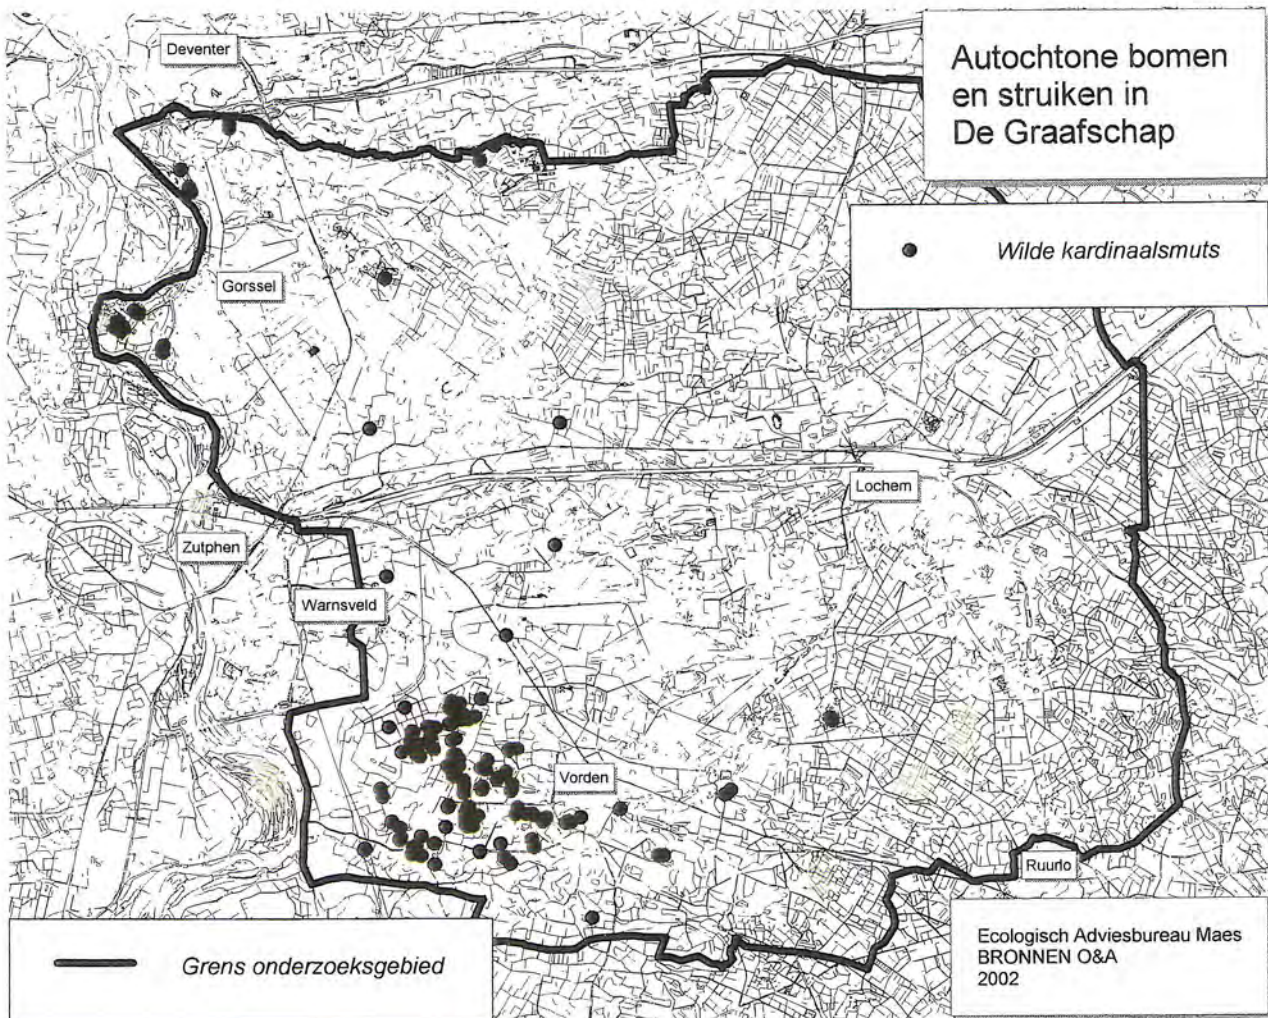 Deventer
Autochtone bomen
en struiken in
De Graafschap
Wilde kardinaalsmuts
Gorssel
Lochem
Zutphen
Warnsveld
Vorden
Ruurlo
Grens onderzoeksgebied
Ecologisch Adviesbureau Maes
BRONNEN O&A
2002